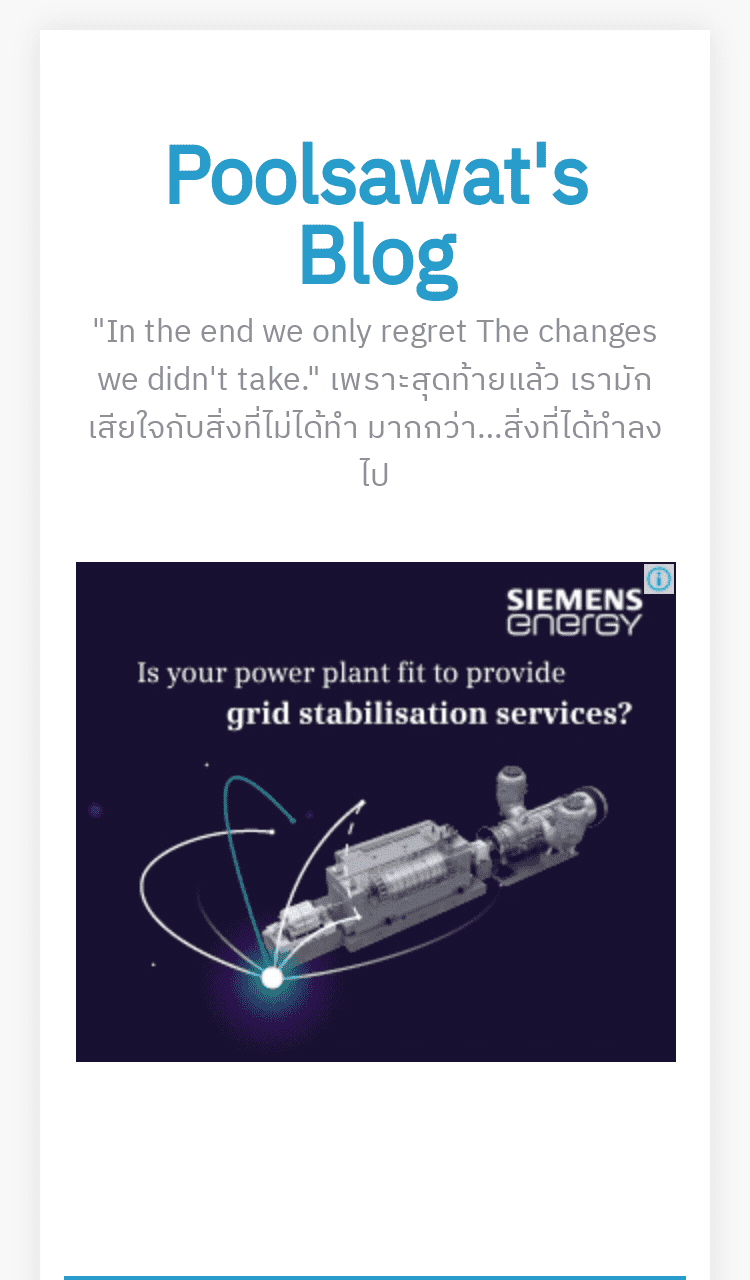 Poolsawat's
Blog
"In the end we only regret The changes
we didn't take." เพราะสุดท้ายแล้ว เรามัก
เสียใจกับสิ่งที่ไม่ได้ทำ มากกว่า...สิ่งที่ได้ทำลง
ไป
SIEMENS
energy
Is your power plant fit to provide
grid stabilisation services?